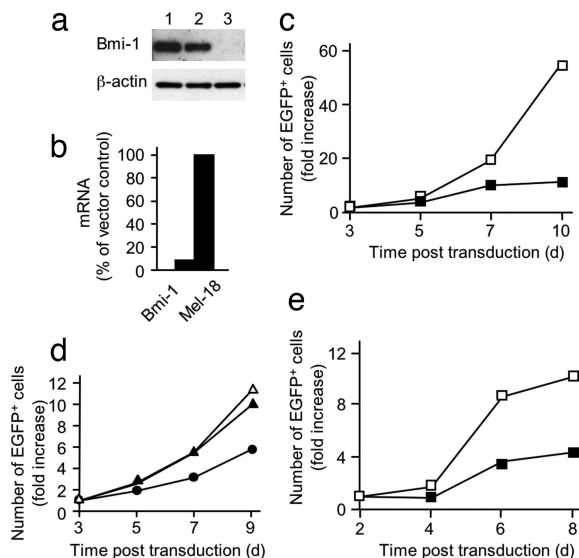 a
1 2 3
Bmi-1
β-actin
b
mRNA
(% of vector control)
100
80
60
40
20
0
Bmi-1
Mel-18
c
Number of EGFP⁺ cells
(fold increase)
60
40
20
0
3 5 7 10
Time post transduction (d)
d
Number of EGFP⁺ cells
(fold increase)
12
10
8
6
4
2
0
3 5 7 9
Time post transduction (d)
e
Number of EGFP⁺ cells
(fold increase)
12
8
4
0
2 4 6 8
Time post transduction (d)